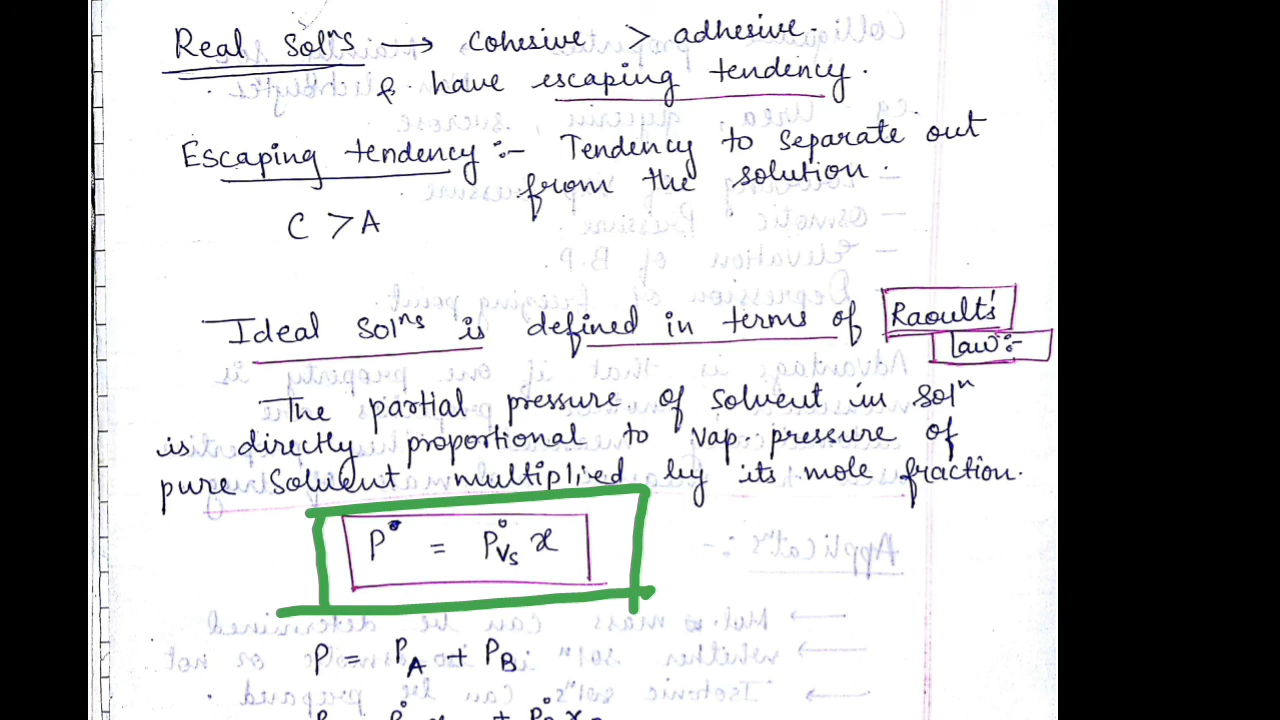 Real Solⁿs → Cohesive > adhesive.
& have escaping tendency.
Escaping tendency :- Tendency to separate out
from the solution.
C > A
Ideal Solⁿs is defined in terms of Raoult's
law :-
The partial pressure of solvent in solⁿ
is directly proportional to vap. pressure of
pure solvent multiplied by its mole fraction.
P = P°Vs x
P = PA + PB